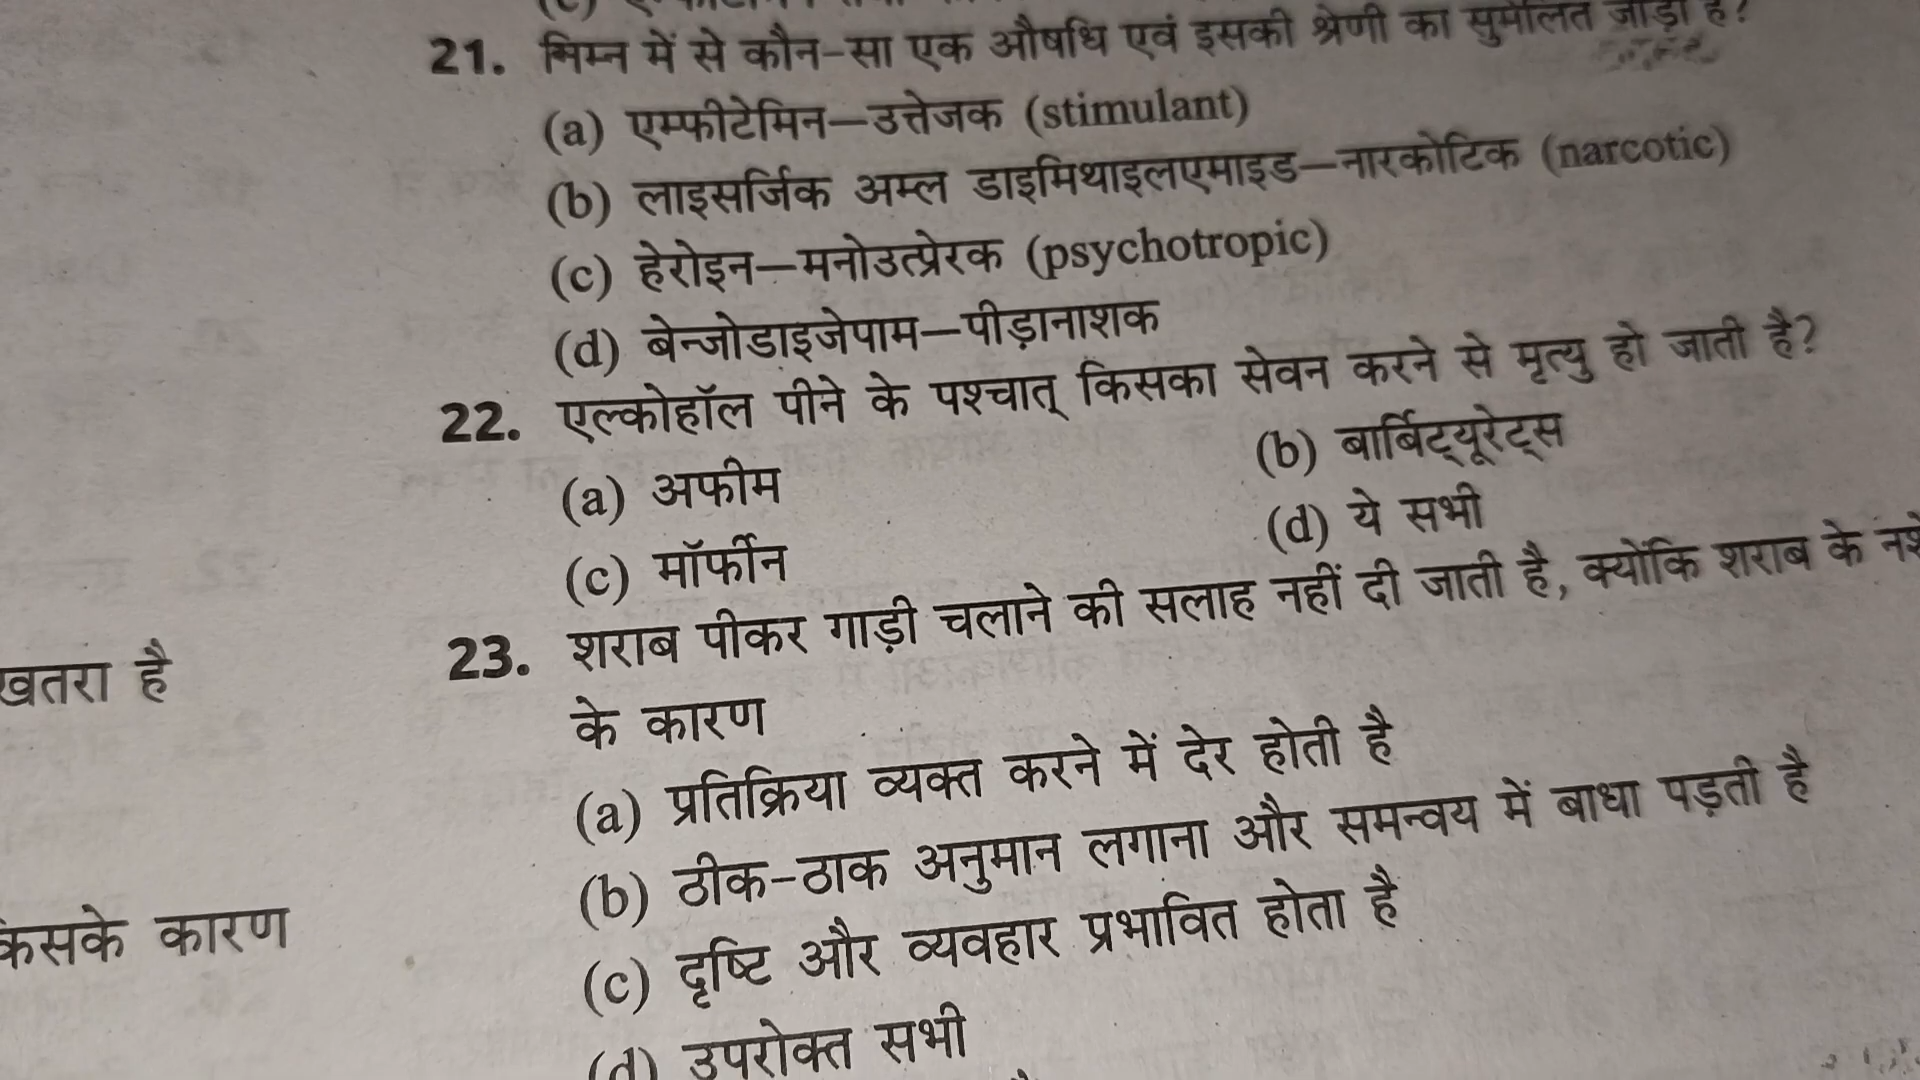 21. निम्न में से कौन-सा एक औषधि एवं इसकी श्रेणी का सुमेलित जोड़ा है?
(a) एम्फीटेमिन—उत्तेजक (stimulant)
(b) लाइसर्जिक अम्ल डाइमिथाइलएमाइड—नारकोटिक (narcotic)
(c) हेरोइन—मनोउत्प्रेरक (psychotropic)
(d) बेन्जोडाइजेपाम—पीड़ानाशक
22. एल्कोहॉल पीने के पश्चात् किसका सेवन करने से मृत्यु हो जाती है?
(a) अफीम (b) बार्बिट्यूरेट्स
(c) मॉर्फीन (d) ये सभी
23. शराब पीकर गाड़ी चलाने की सलाह नहीं दी जाती है, क्योंकि शराब के नशे
के कारण
(a) प्रतिक्रिया व्यक्त करने में देर होती है
(b) ठीक-ठाक अनुमान लगाना और समन्वय में बाधा पड़ती है
(c) दृष्टि और व्यवहार प्रभावित होता है
(d) उपरोक्त सभी
खतरा है
के कारण